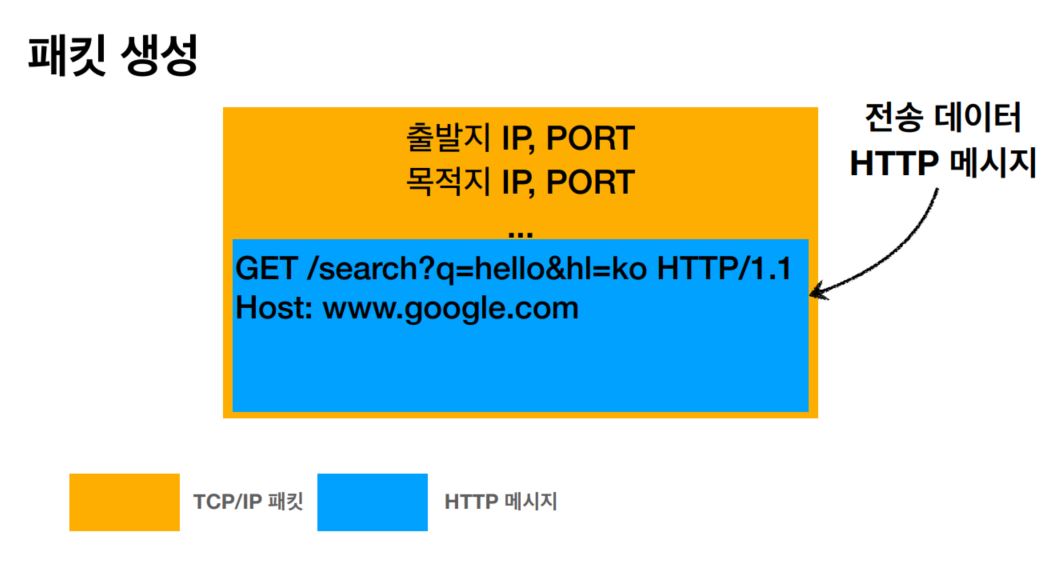 패킷 생성
출발지 IP, PORT
목적지 IP, PORT
...
GET /search?q=hello&hl=ko HTTP/1.1
Host: www.google.com
전송 데이터
HTTP 메시지
TCP/IP 패킷
HTTP 메시지